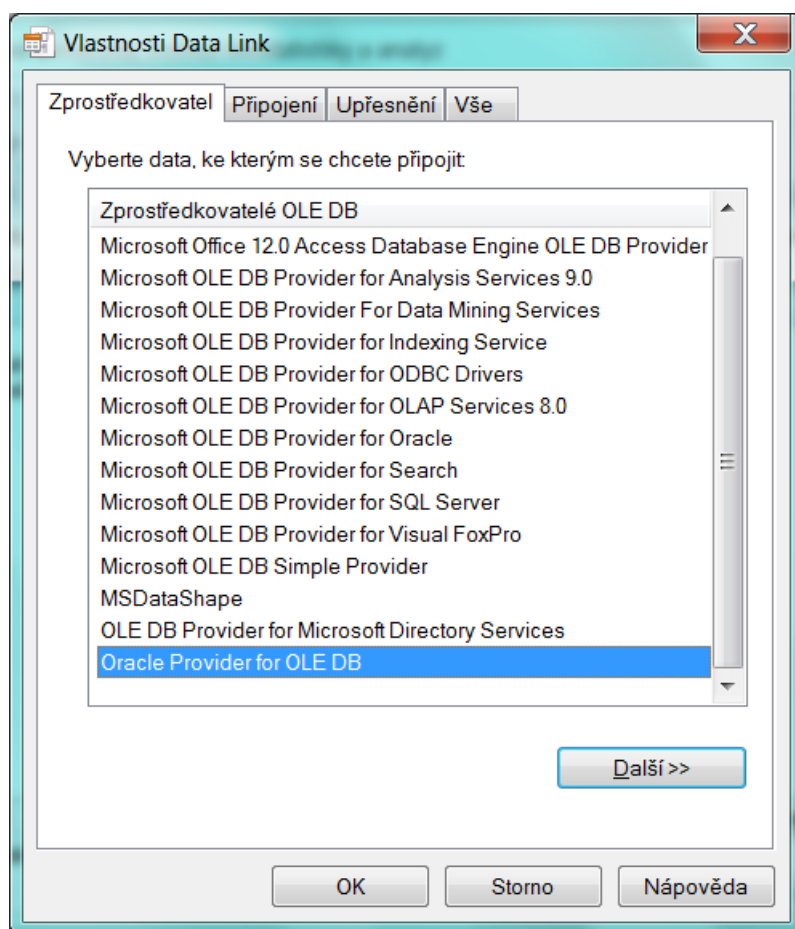 Vlastnosti Data Link
Zprostředkovatel Připojení Upřesnění Vše
Vyberte data, ke kterým se chcete připojit:
Zprostředkovatelé OLE DB
Microsoft Office 12.0 Access Database Engine OLE DB Provider
Microsoft OLE DB Provider for Analysis Services 9.0
Microsoft OLE DB Provider For Data Mining Services
Microsoft OLE DB Provider for Indexing Service
Microsoft OLE DB Provider for ODBC Drivers
Microsoft OLE DB Provider for OLAP Services 8.0
Microsoft OLE DB Provider for Oracle
Microsoft OLE DB Provider for Search
Microsoft OLE DB Provider for SQL Server
Microsoft OLE DB Provider for Visual FoxPro
Microsoft OLE DB Simple Provider
MSDataShape
OLE DB Provider for Microsoft Directory Services
Oracle Provider for OLE DB
Další >>
OK Storno Nápověda